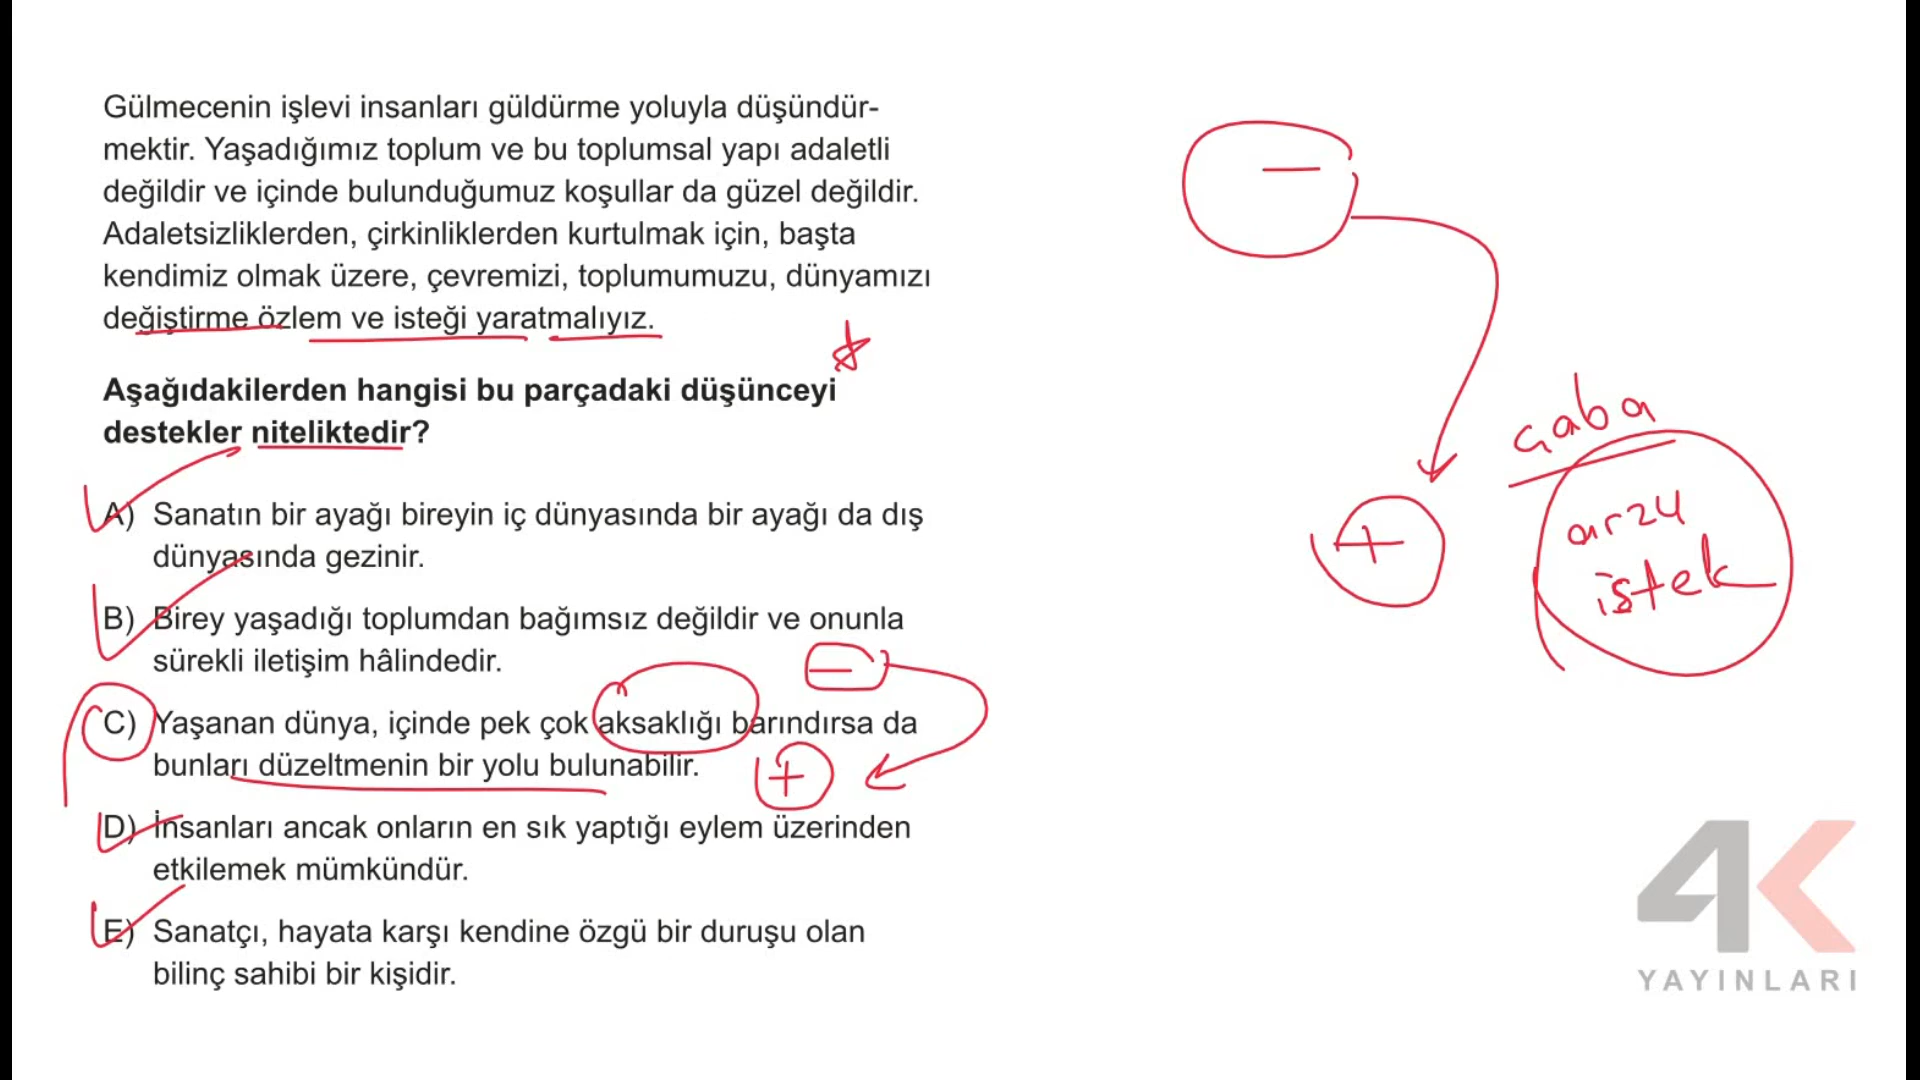 Gülmecenin işlevi insanları güldürme yoluyla düşündür-
mektir. Yaşadığımız toplum ve bu toplumsal yapı adaletli
değildir ve içinde bulunduğumuz koşullar da güzel değildir.
Adaletsizliklerden, çirkinliklerden kurtulmak için, başta
kendimiz olmak üzere, çevremizi, toplumumuzu, dünyamızı
değiştirme özlem ve isteği yaratmalıyız.
Aşağıdakilerden hangisi bu parçadaki düşünceyi
destekler niteliktedir?
A) Sanatın bir ayağı bireyin iç dünyasında bir ayağı da dış
dünyasında gezinir.
B) Birey yaşadığı toplumdan bağımsız değildir ve onunla
sürekli iletişim hâlindedir.
C) Yaşanan dünya, içinde pek çok aksaklığı barındırsa da
bunları düzeltmenin bir yolu bulunabilir.
D) İnsanları ancak onların en sık yaptığı eylem üzerinden
etkilemek mümkündür.
E) Sanatçı, hayata karşı kendine özgü bir duruşu olan
bilinç sahibi bir kişidir.
−
+
−
+
çaba
arzu
istek
4K
YAYINLARI